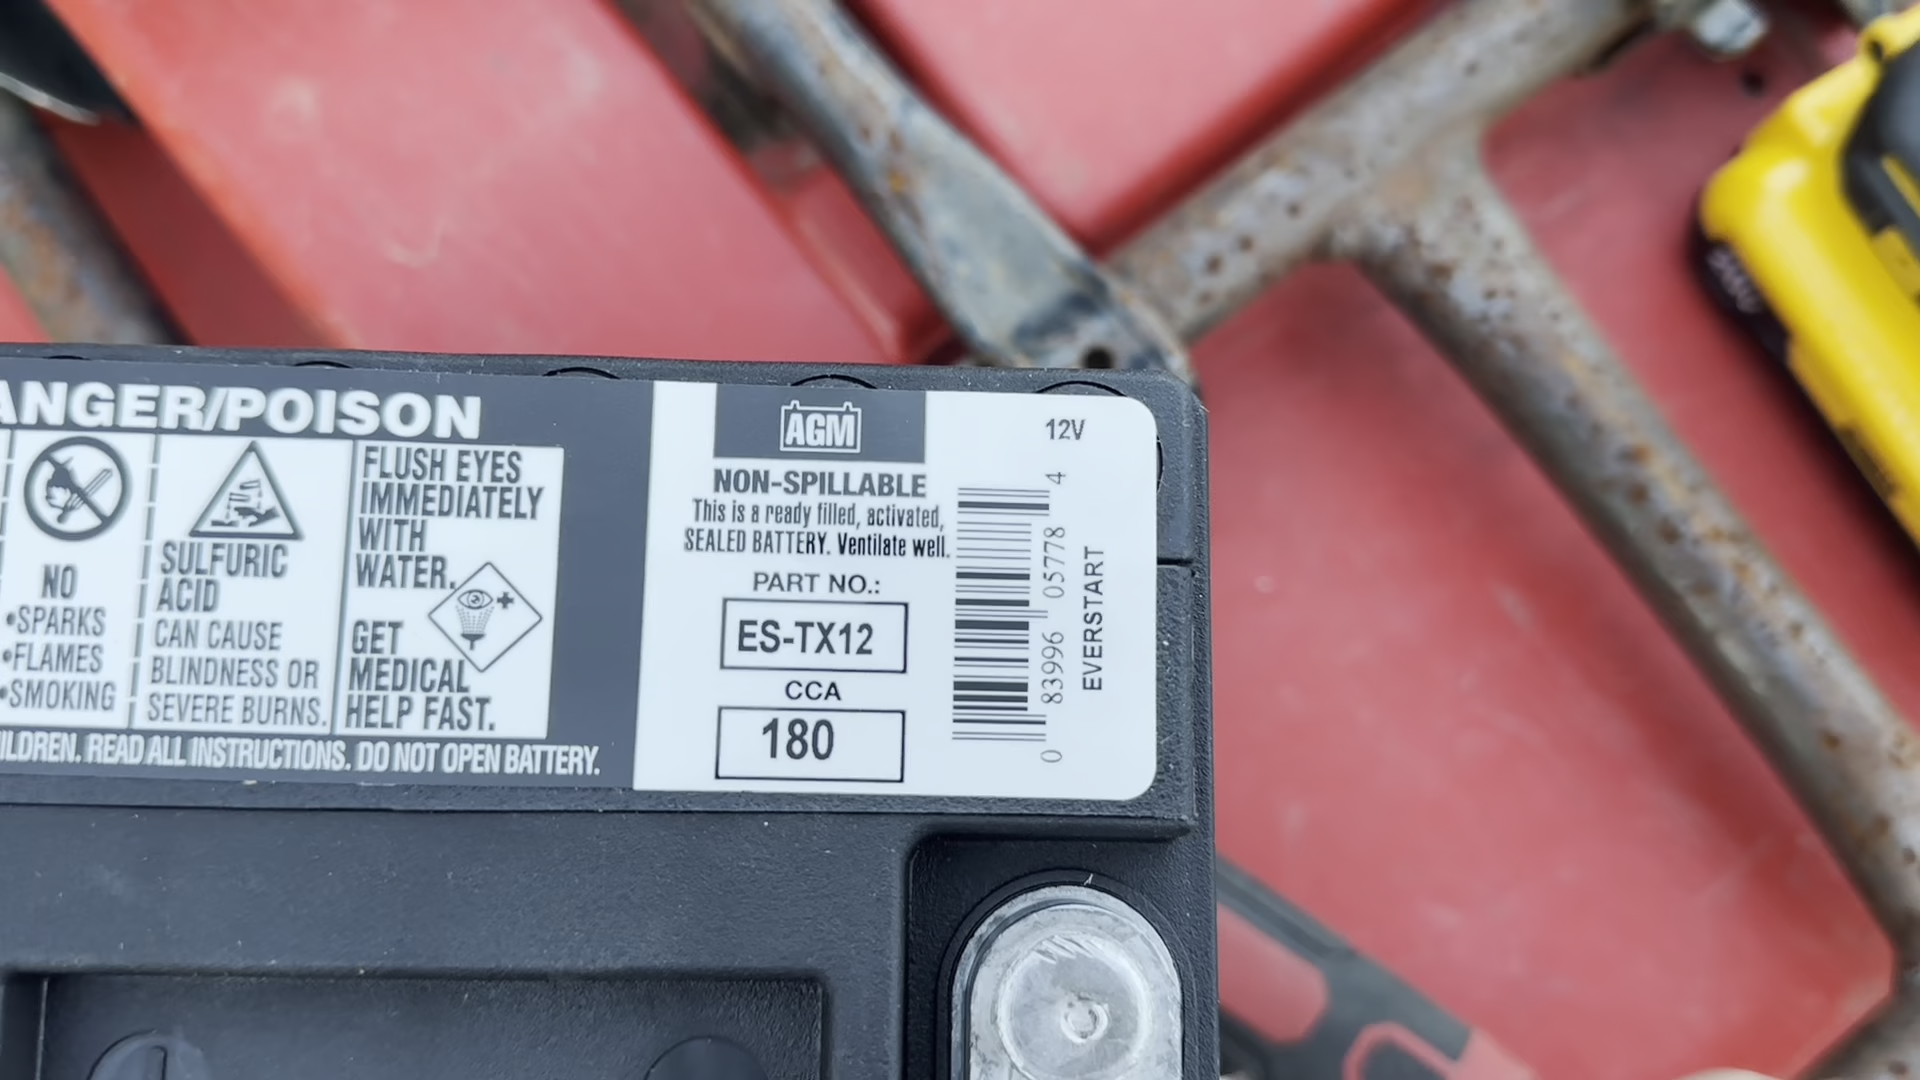 ANGER/POISON
NO
•SPARKS
•FLAMES
•SMOKING
SULFURIC
ACID
CAN CAUSE
BLINDNESS OR
SEVERE BURNS.
FLUSH EYES
IMMEDIATELY
WITH
WATER.
GET
MEDICAL
HELP FAST.
ILDREN. READ ALL INSTRUCTIONS. DO NOT OPEN BATTERY.
AGM
NON-SPILLABLE
This is a ready filled, activated,
SEALED BATTERY. Ventilate well.
PART NO.:
ES-TX12
CCA
180
12V
0 83996 05778 4
EVERSTART